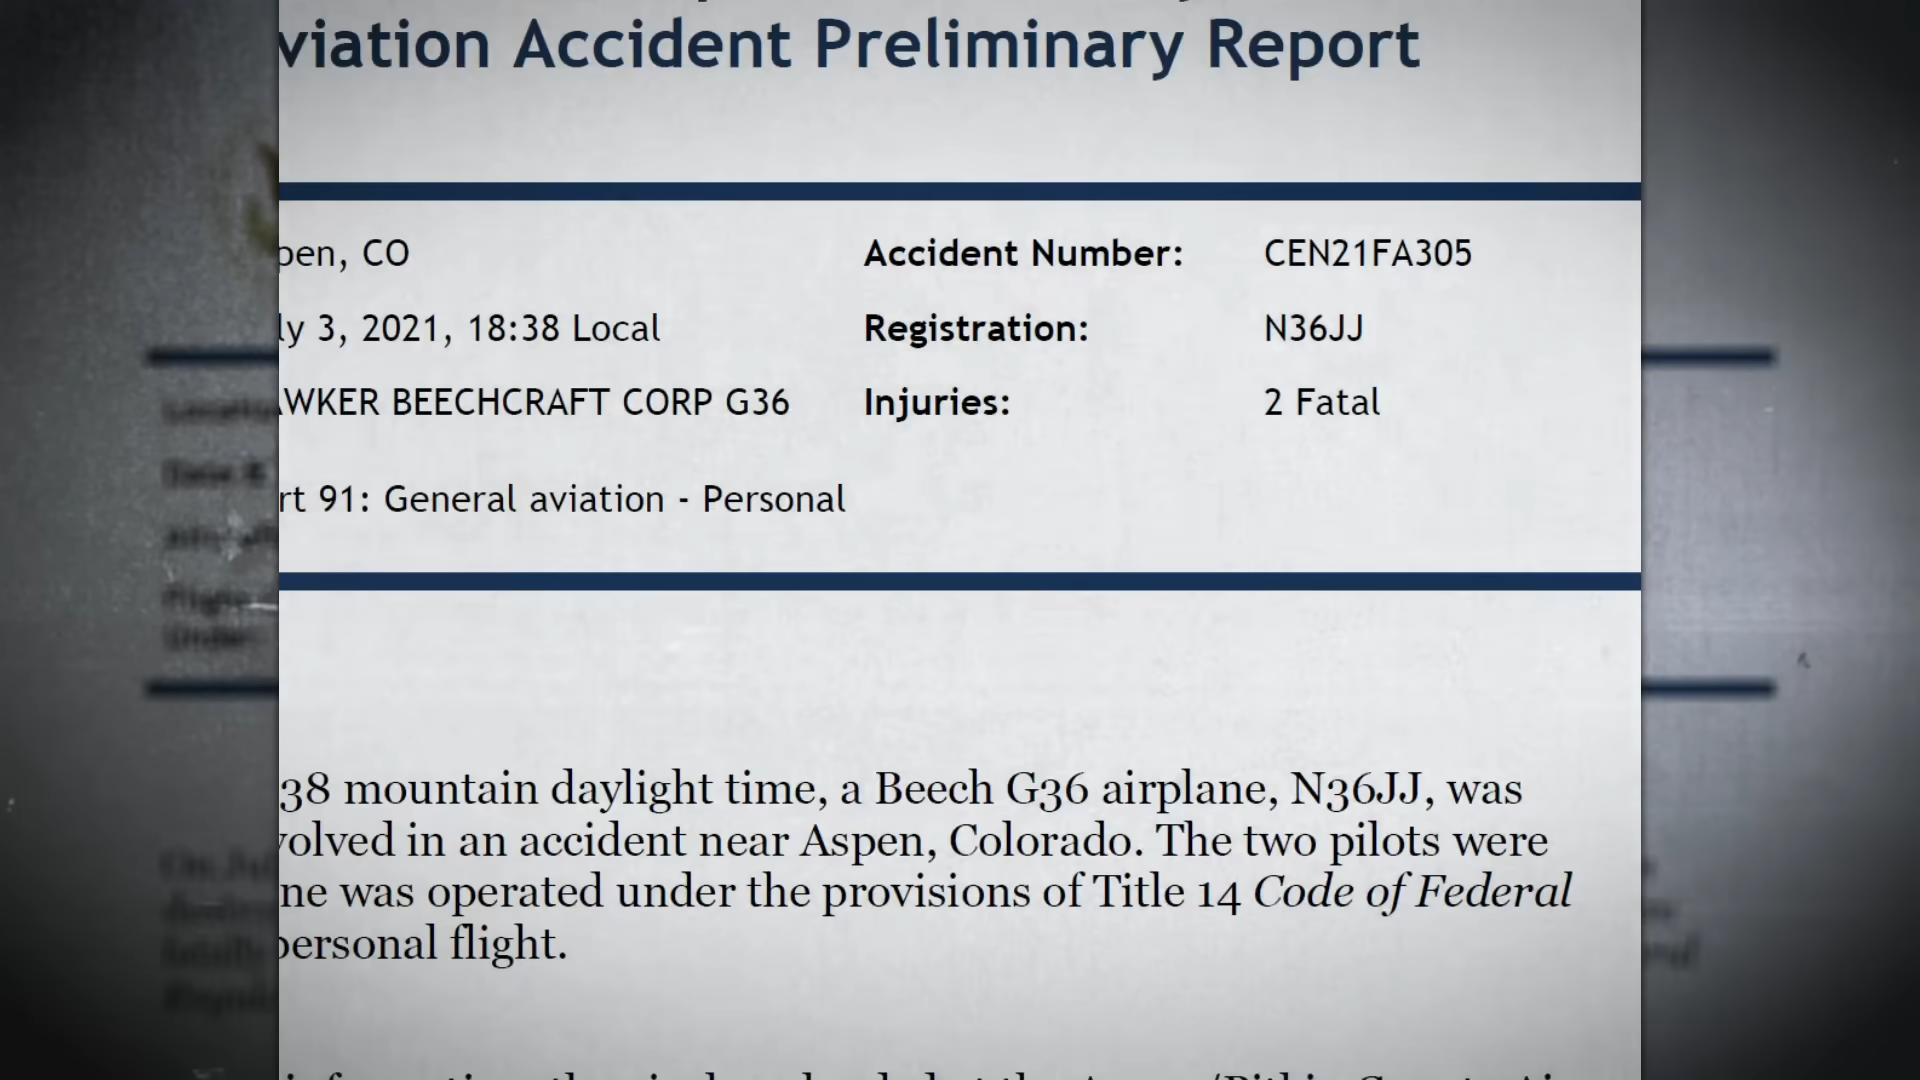 viation Accident Preliminary Report
pen, CO
Accident Number: CEN21FA305
ly 3, 2021, 18:38 Local
Registration: N36JJ
AWKER BEECHCRAFT CORP G36
Injuries: 2 Fatal
rt 91: General aviation - Personal
38 mountain daylight time, a Beech G36 airplane, N36JJ, was
volved in an accident near Aspen, Colorado. The two pilots were
ne was operated under the provisions of Title 14 Code of Federal
personal flight.